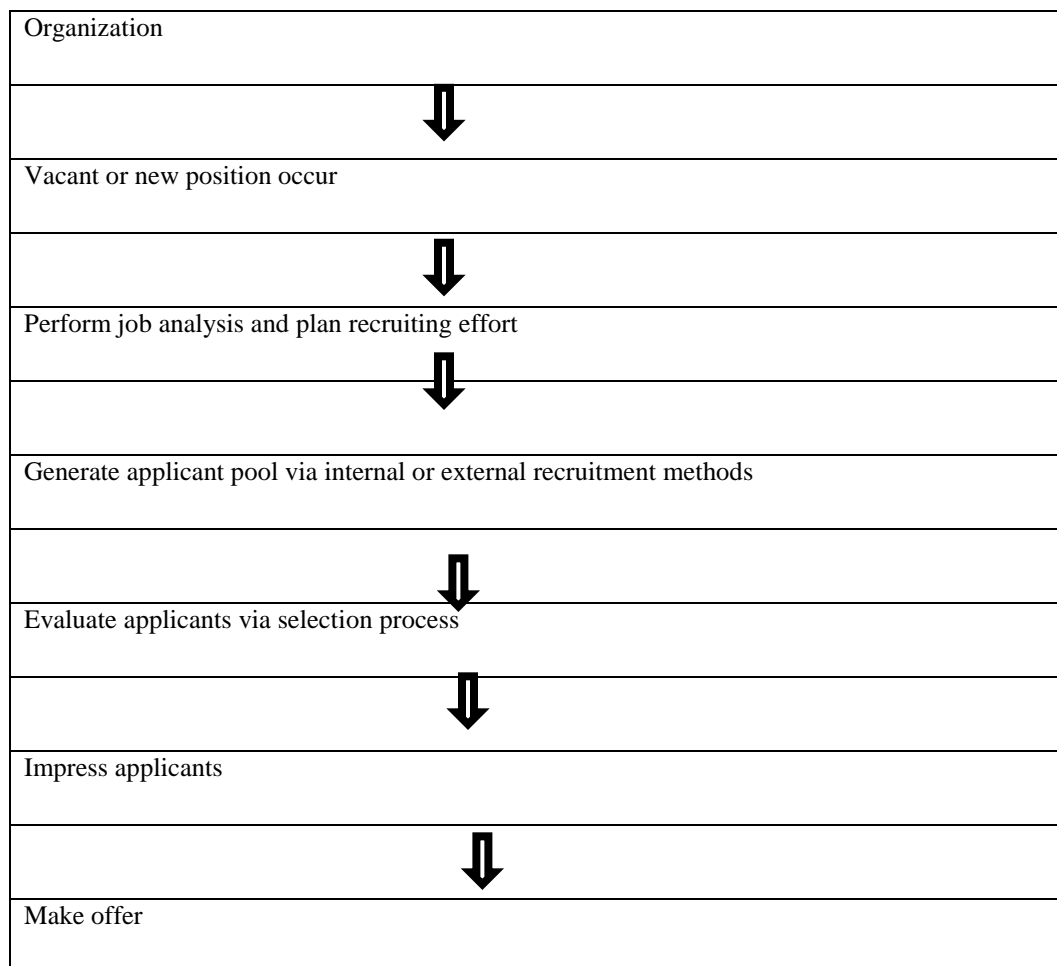 Organization
Vacant or new position occur
Perform job analysis and plan recruiting effort
Generate applicant pool via internal or external recruitment methods
Evaluate applicants via selection process
Impress applicants
Make offer